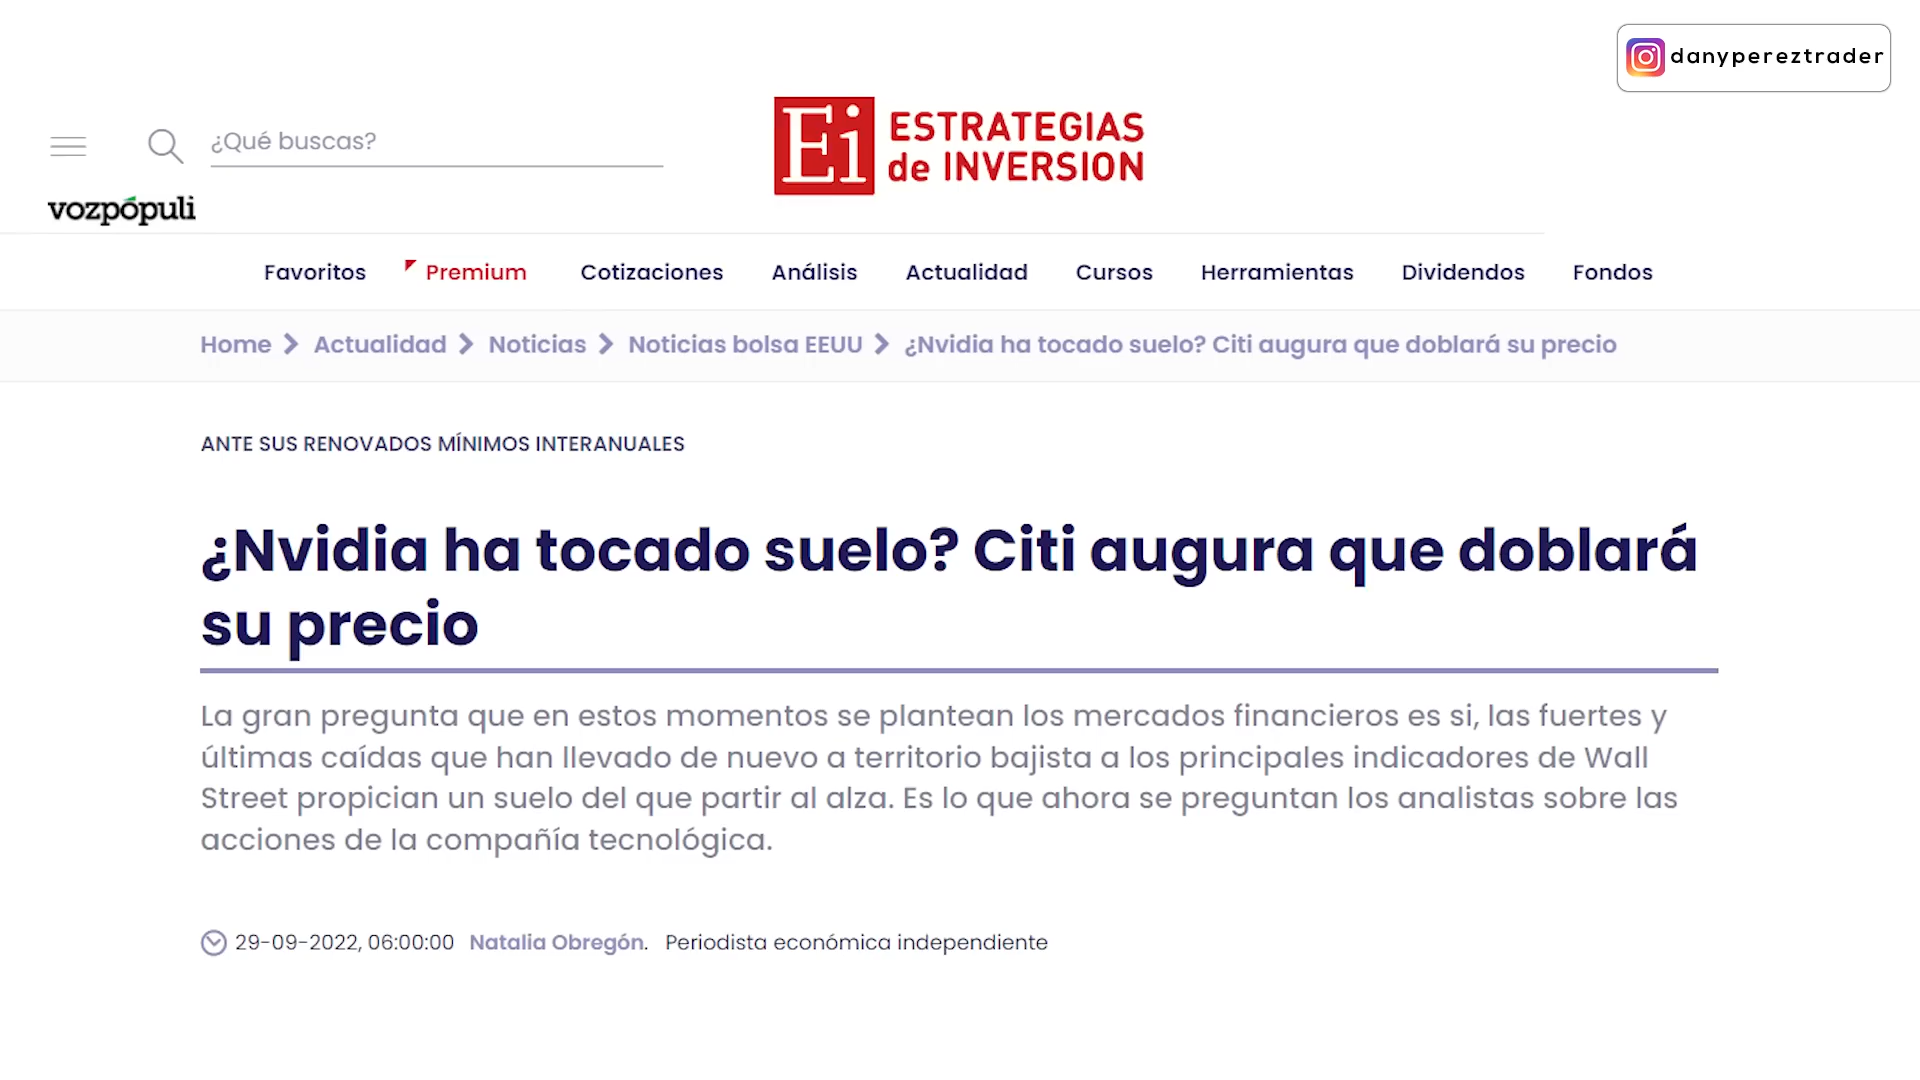 danypereztrader
¿Qué buscas?
Ei ESTRATEGIAS
de INVERSION
vozpópuli
Favoritos Premium Cotizaciones Análisis Actualidad Cursos Herramientas Dividendos Fondos
Home > Actualidad > Noticias > Noticias bolsa EEUU > ¿Nvidia ha tocado suelo? Citi augura que doblará su precio
ANTE SUS RENOVADOS MÍNIMOS INTERANUALES
¿Nvidia ha tocado suelo? Citi augura que doblará
su precio
La gran pregunta que en estos momentos se plantean los mercados financieros es si, las fuertes y
últimas caídas que han llevado de nuevo a territorio bajista a los principales indicadores de Wall
Street propician un suelo del que partir al alza. Es lo que ahora se preguntan los analistas sobre las
acciones de la compañía tecnológica.
29-09-2022, 06:00:00 Natalia Obregón. Periodista económica independiente